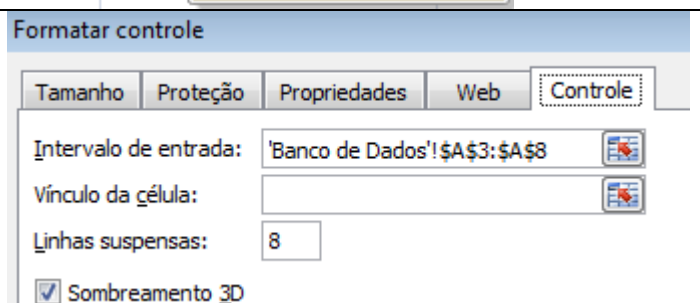 Formatar controle
Tamanho Proteção Propriedades Web Controle
Intervalo de entrada: 'Banco de Dados'!$A$3:$A$8
Vínculo da célula:
Linhas suspensas: 8
Sombreamento 3D